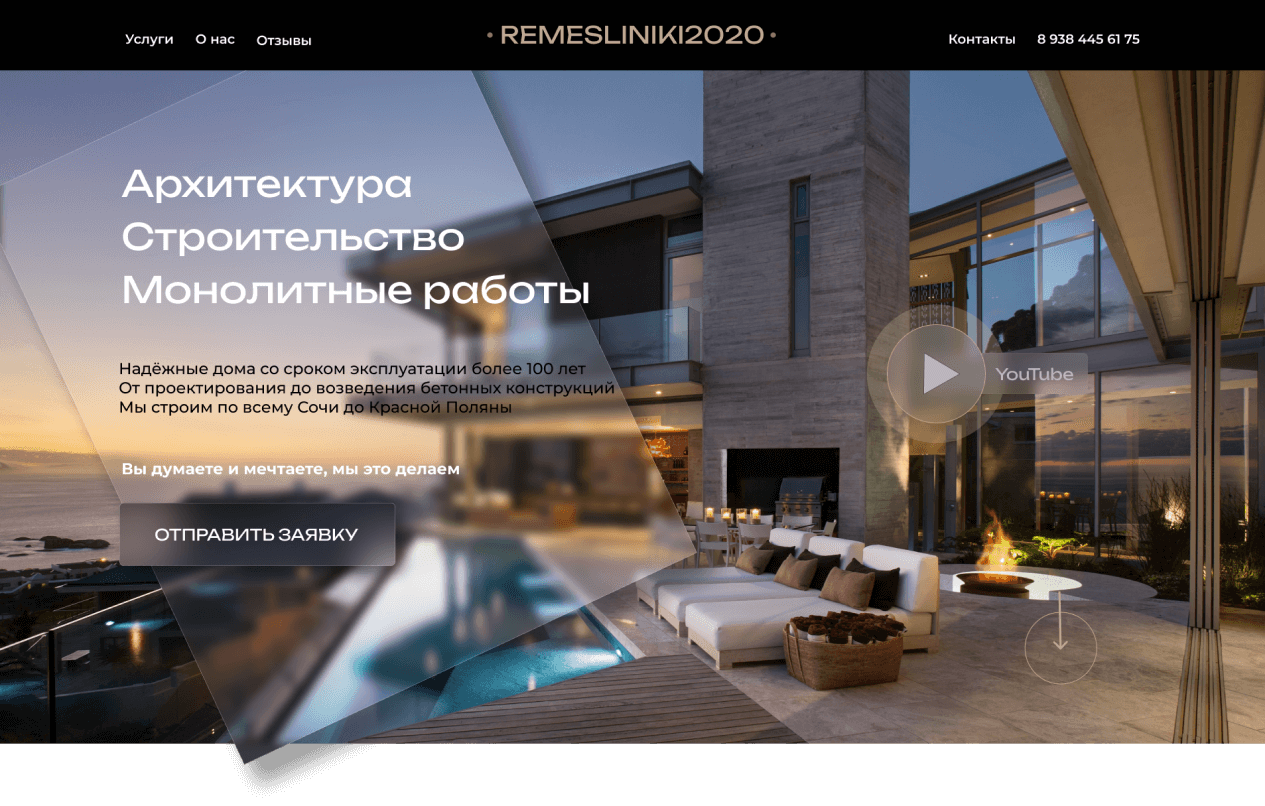 Услуги О нас Отзывы
• REMESLINIKI2020 •
Контакты 8 938 445 61 75
Архитектура
Строительство
Монолитные работы
Надёжные дома со сроком эксплуатации более 100 лет
От проектирования до возведения бетонных конструкций
Мы строим по всему Сочи до Красной Поляны
YouTube
Вы думаете и мечтаете, мы это делаем
ОТПРАВИТЬ ЗАЯВКУ